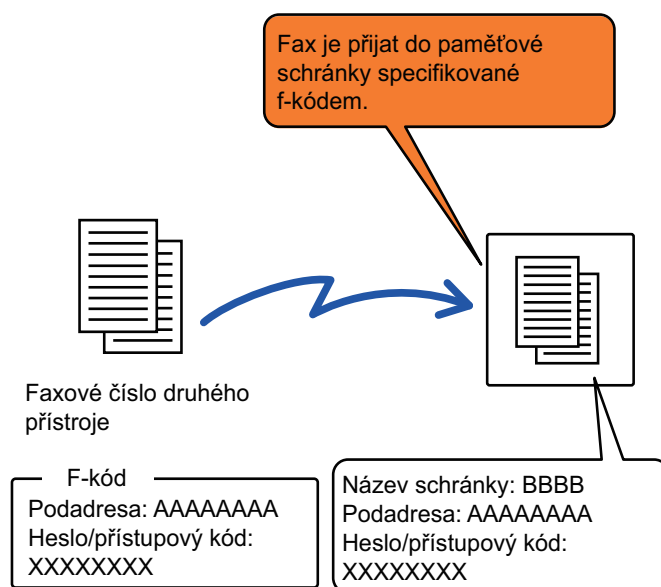 Fax je přijat do paměťové
schránky specifikované
f-kódem.
Faxové číslo druhého
přístroje
F-kód
Podadresa: AAAAAAAA
Heslo/přístupový kód:
XXXXXXXX
Název schránky: BBBB
Podadresa: AAAAAAAA
Heslo/přístupový kód:
XXXXXXXX